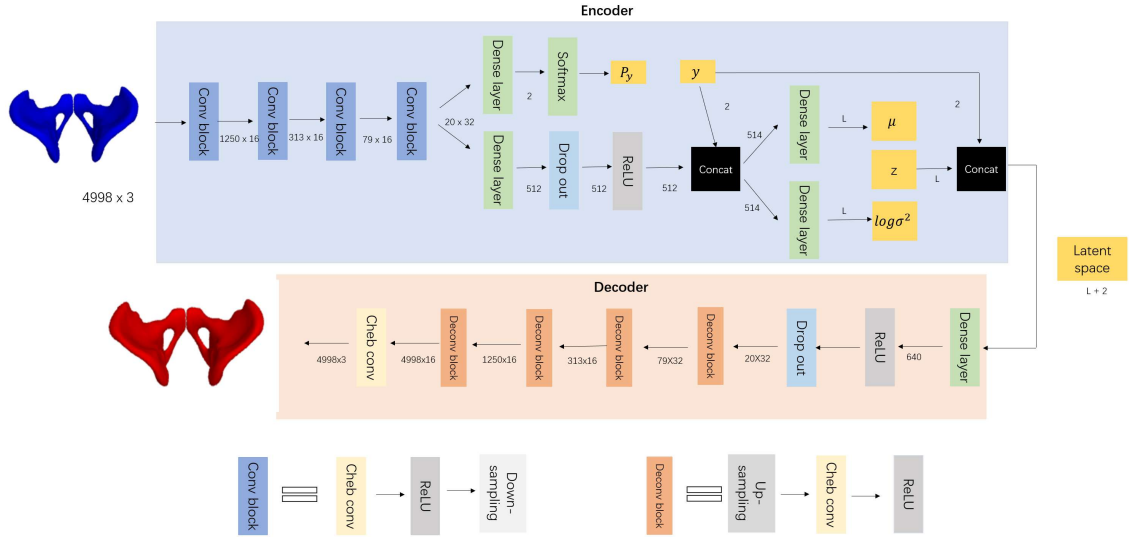 Encoder
4998 x 3
Conv block
1250 x 16
Conv block
313 x 16
Conv block
79 x 16
Conv block
20 x 32
Dense layer
2
Softmax
P_y
Dense layer
512
Drop out
512
ReLU
512
y
2
Concat
514
514
Dense layer
L
μ
Dense layer
L
logσ²
z
L
2
Concat
Latent
space
L + 2
Decoder
Dense layer
640
ReLU
Drop out
20X32
Deconv block
79X32
Deconv block
313x16
Deconv block
1250x16
Deconv block
4998x16
Cheb conv
4998x3
Conv block
Cheb conv
ReLU
Down-
sampling
Deconv block
Up-
sampling
Cheb conv
ReLU